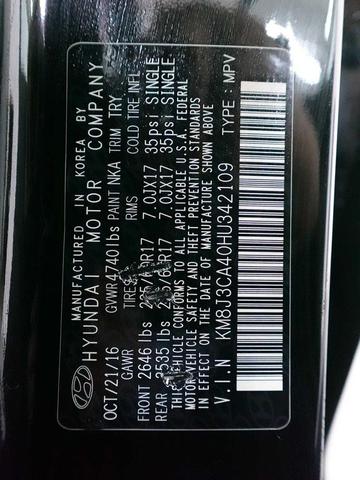 MANUFACTURED IN KOREA BY
HYUNDAI MOTOR COMPANY
OCT/21/16 GVWR 4740lbs PAINT NKA TRIM TRY
GAWR TIRES RIMS COLD TIRE INFL
FRONT 2646 lbs 7.0JX17 35psi SINGLE
REAR 7.0JX17 35psi SINGLE
THIS VEHICLE CONFORMS TO ALL APPLICABLE U.S.A. FEDERAL
MOTOR VEHICLE SAFETY AND THEFT PREVENTION STANDARDS
IN EFFECT ON THE DATE OF MANUFACTURE SHOWN ABOVE
V.I.N KM8J3CA40HU342109 TYPE : MPV